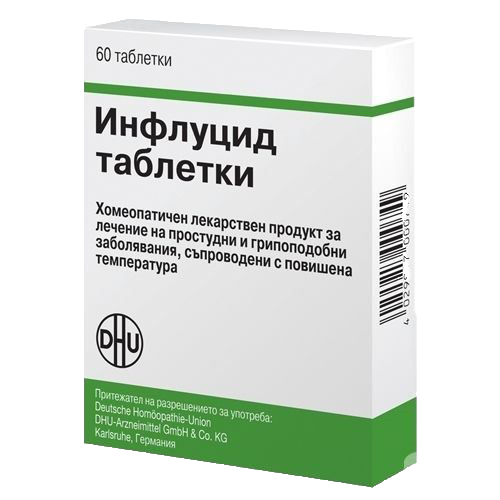 60 таблетки
Инфлуцид
таблетки
Хомеопатичен лекарствен продукт за
лечение на простудни и грипоподобни
заболявания, съпроводени с повишена
температура
DHU
Притежател на разрешението за употреба:
Deutsche Homöopathie-Union
DHU-Arzneimittel GmbH & Co. KG
Karlsruhe, Германия